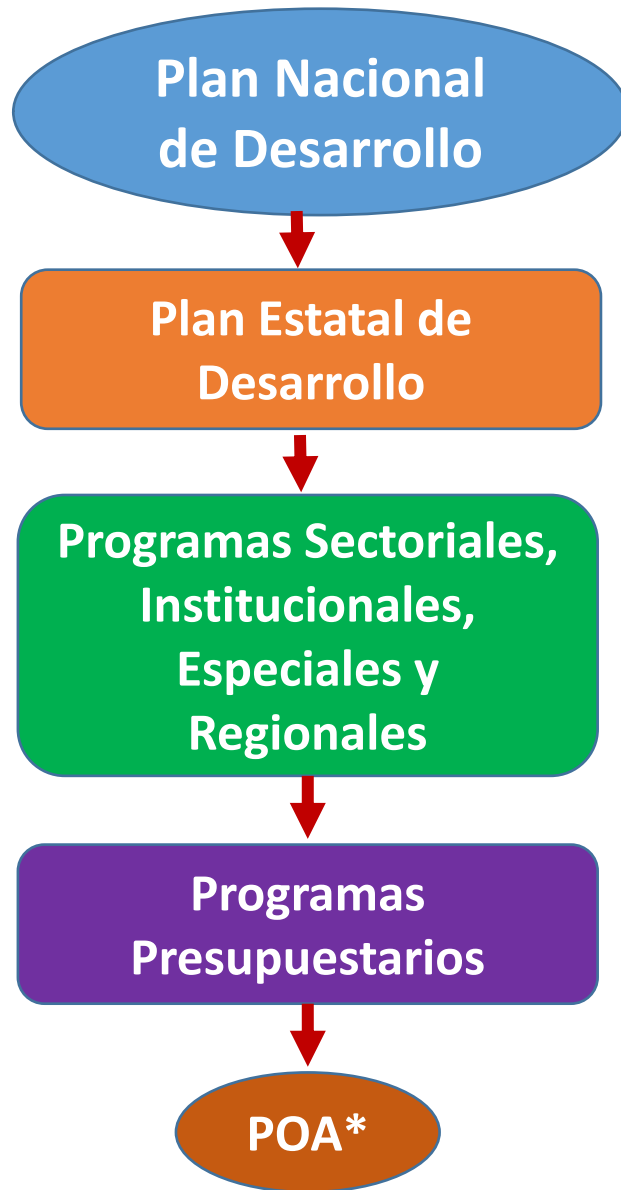 Plan Nacional
de Desarrollo
Plan Estatal de
Desarrollo
Programas Sectoriales,
Institucionales,
Especiales y
Regionales
Programas
Presupuestarios
POA*